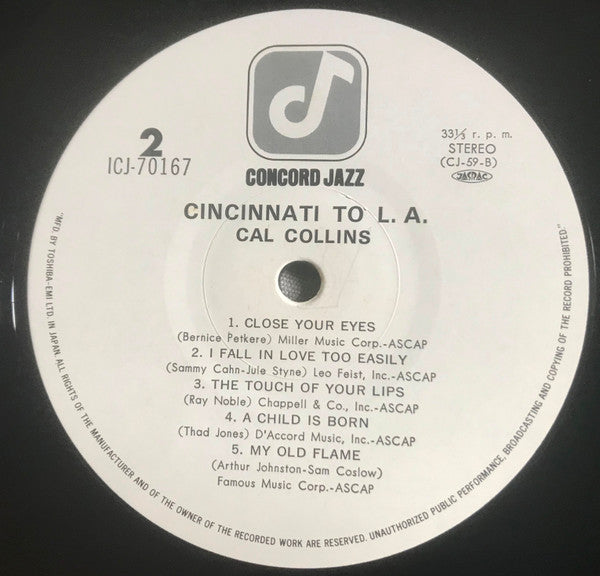 2
ICJ-70167
CONCORD JAZZ
33⅓ r. p. m.
STEREO
(CJ-59-B)
JASRAC
CINCINNATI TO L. A.
CAL COLLINS
1. CLOSE YOUR EYES
(Bernice Petkere) Miller Music Corp.-ASCAP
2. I FALL IN LOVE TOO EASILY
(Sammy Cahn-Jule Styne) Leo Feist, Inc.-ASCAP
3. THE TOUCH OF YOUR LIPS
(Ray Noble) Chappell & Co., Inc.-ASCAP
4. A CHILD IS BORN
(Thad Jones) D'Accord Music, Inc.-ASCAP
5. MY OLD FLAME
(Arthur Johnston-Sam Coslow)
Famous Music Corp.-ASCAP
"MFD. BY TOSHIBA-EMI LTD. IN JAPAN. ALL RIGHTS OF THE MANUFACTURER AND OF THE OWNER OF THE RECORDED WORK ARE RESERVED. UNAUTHORIZED PUBLIC PERFORMANCE, BROADCASTING AND COPYING OF THE RECORD PROHIBITED."